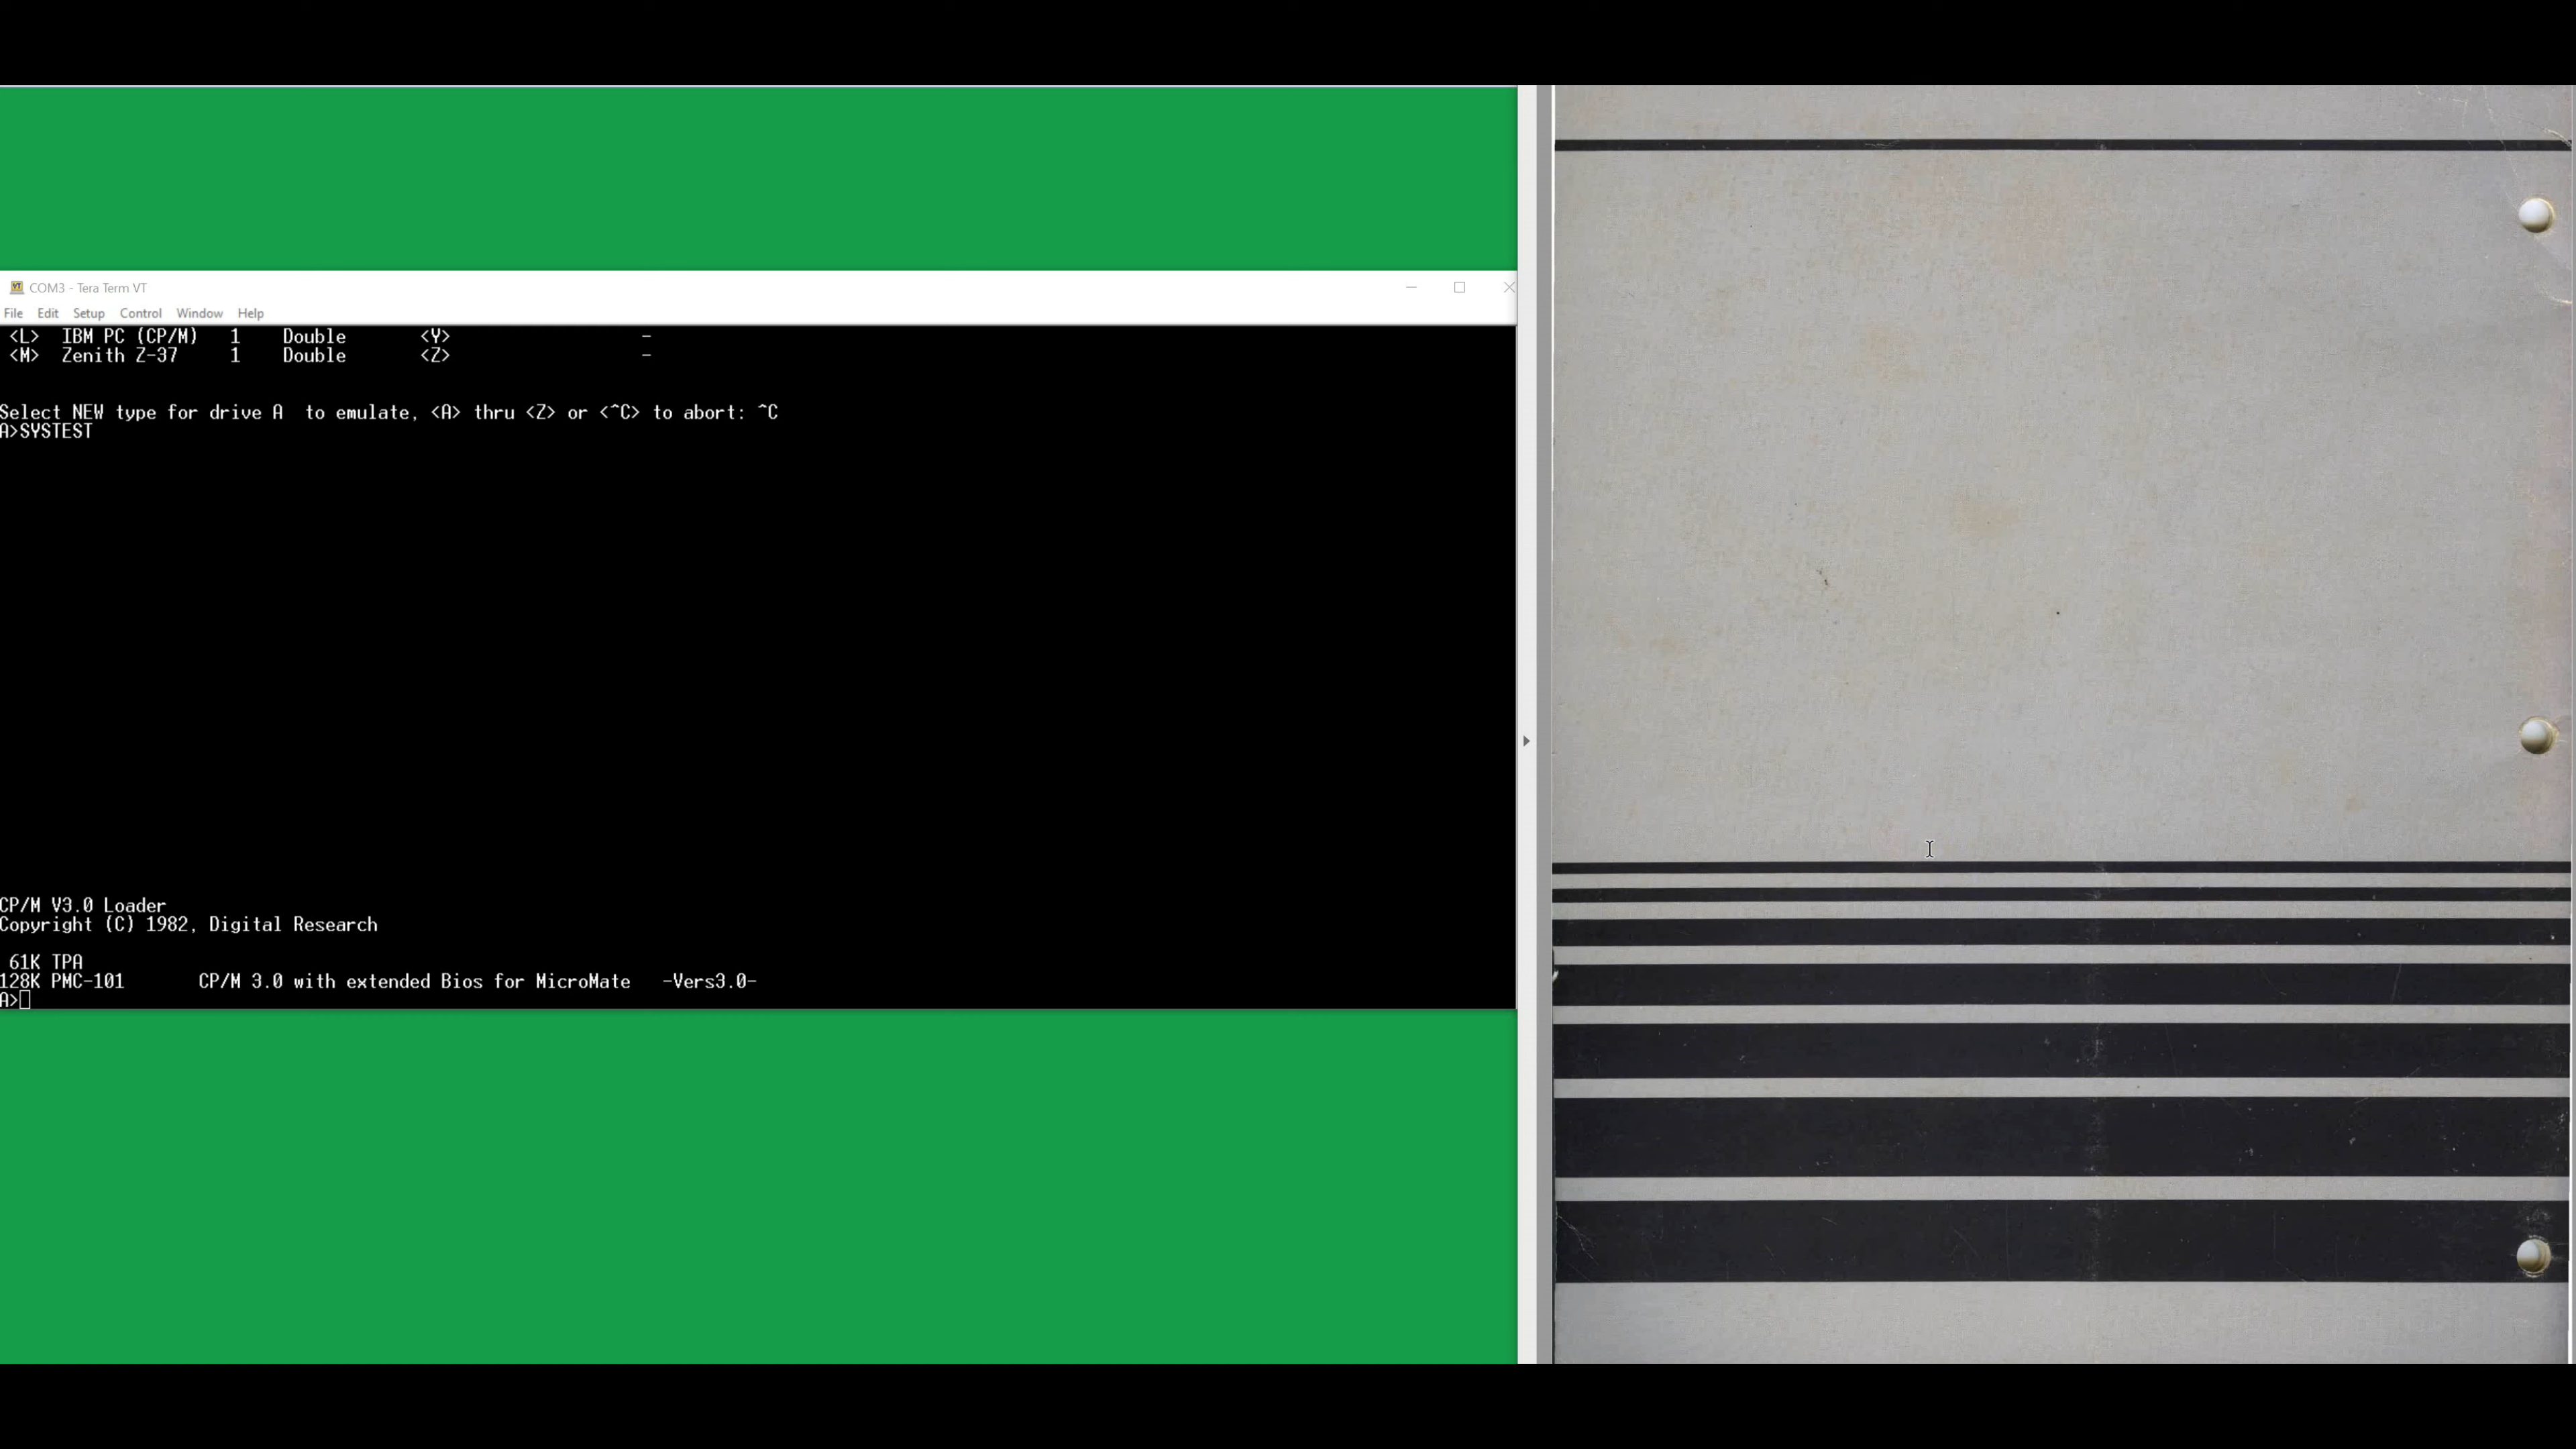 COM3 - Tera Term VT
File Edit Setup Control Window Help
<L> IBM PC (CP/M) 1 Double <Y> -
<M> Zenith Z-37 1 Double <Z> -
Select NEW type for drive A to emulate, <A> thru <Z> or <^C> to abort: ^C
A>SYSTEST
CP/M V3.0 Loader
Copyright (C) 1982, Digital Research
61K TPA
128K PMC-101 CP/M 3.0 with extended Bios for MicroMate -Vers3.0-
A>